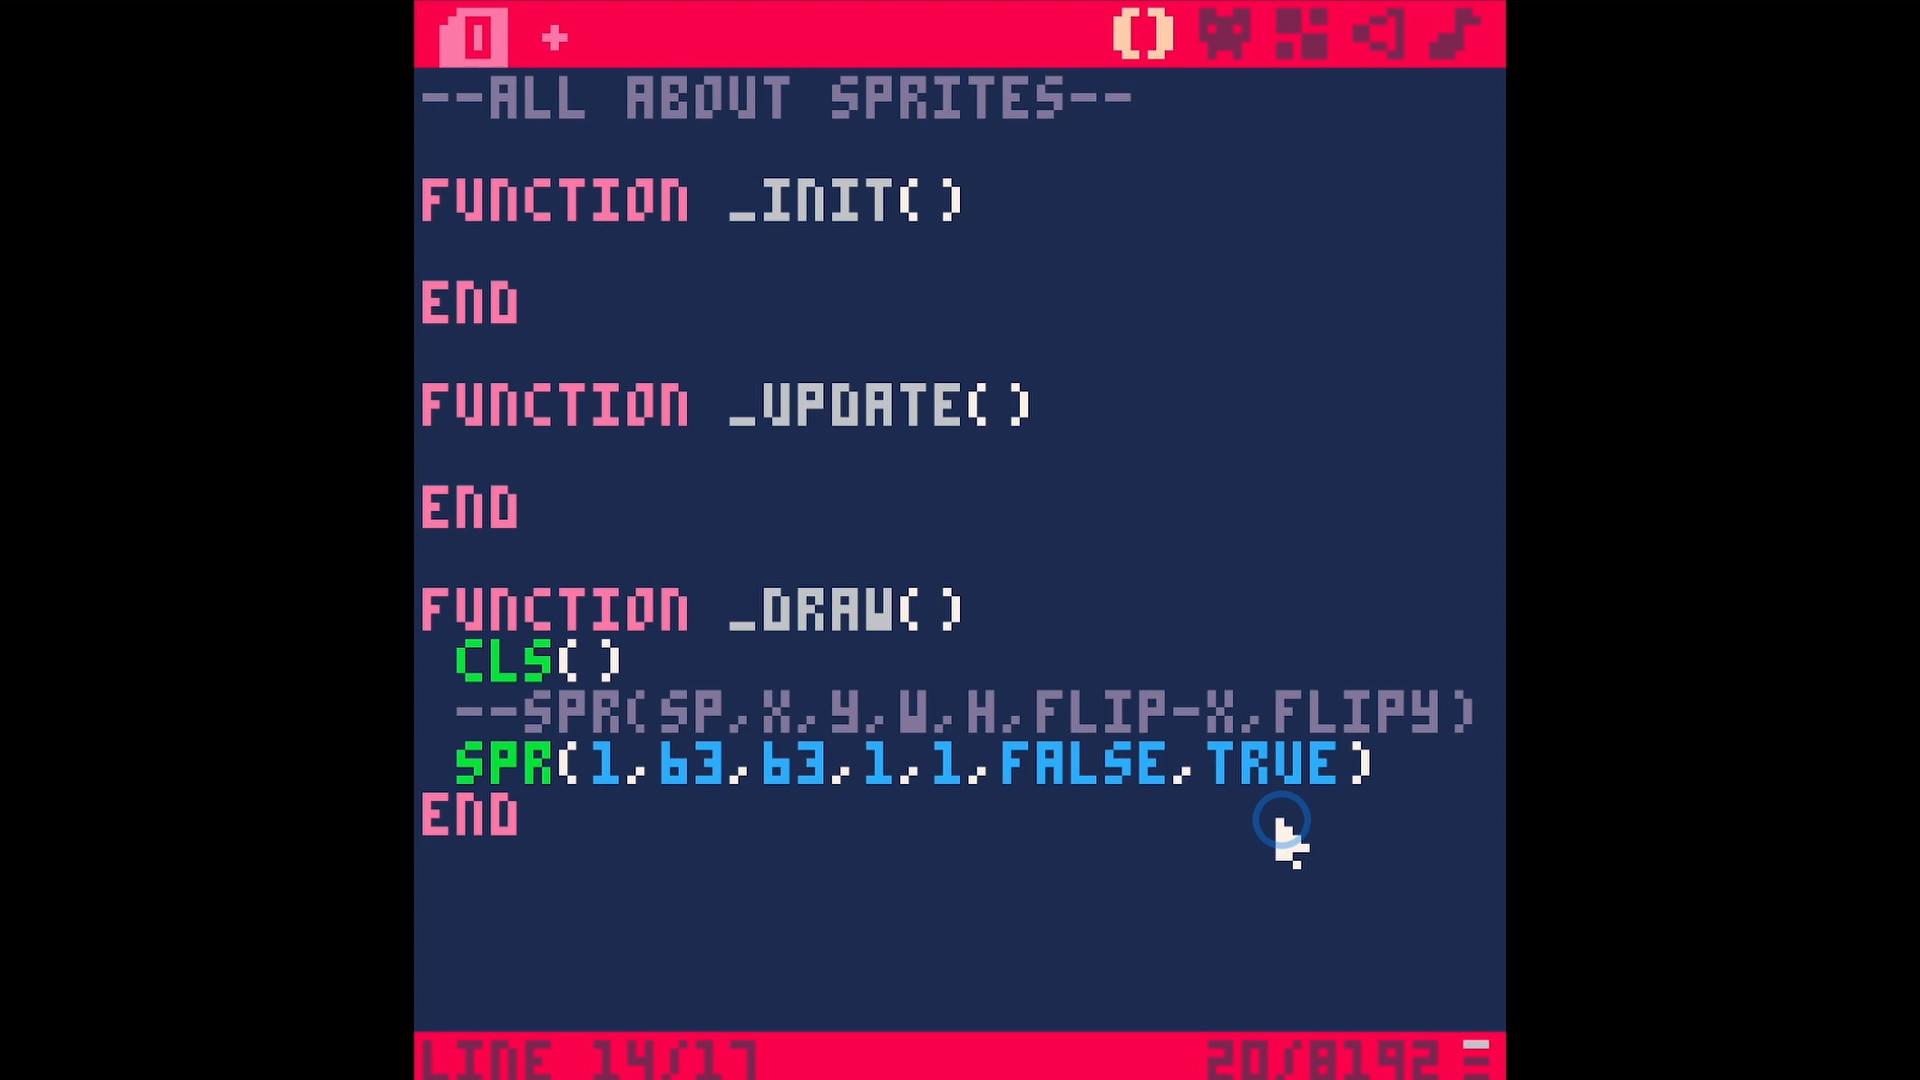 0 +
--ALL ABOUT SPRITES--
FUNCTION _INIT()
END
FUNCTION _UPDATE()
END
FUNCTION _DRAW()
CLS()
--SPR(SP,X,Y,W,H,FLIP-X,FLIPY)
SPR(1,63,63,1,1,FALSE,TRUE)
END
LINE 14/17
20/8192